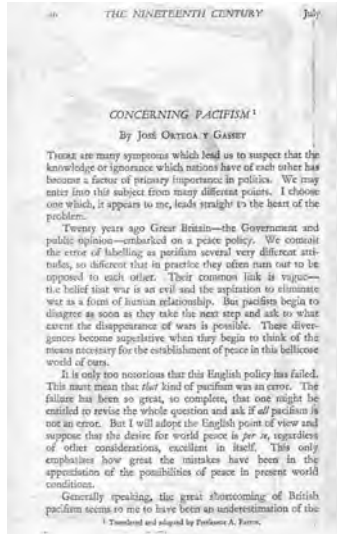 THE NINETEENTH CENTURY July
CONCERNING PACIFISM 1
By José Ortega y Gasset
There are many symptoms which lead us to suspect that the
knowledge or ignorance which nations have of each other has
become a factor of primary importance in politics. We may
enter into this subject from many different points. I choose
one which, it appears to me, leads straight to the heart of the
problem.
Twenty years ago Great Britain—the Government and
public opinion—embarked on a peace policy. We commit
the error of labelling as pacifism several very different atti-
tudes, so different that in practice they often turn out to be
opposed to each other. Their common link is vague—
the belief that war is an evil and the aspiration to eliminate
war as a form of human relationship. But pacifists begin to
disagree as soon as they take the next step and ask to what
extent the disappearance of wars is possible. These diver-
gences become superlative when they begin to think of the
means necessary for the establishment of peace in this bellicose
world of ours.
It is only too notorious that this English policy has failed.
This must mean that that kind of pacifism was an error. The
failure has been so great, so complete, that one might be
entitled to revise the whole question and ask if all pacifism is
not an error. But I will adopt the English point of view and
suppose that the desire for world peace is per se, regardless
of other considerations, excellent in itself. This only
emphasises how great the mistakes have been in the
appreciation of the possibilities of peace in present world
conditions.
Generally speaking, the great shortcoming of British
pacifism seems to me to have been an underestimation of the
1 Translated and adapted by Professor A.